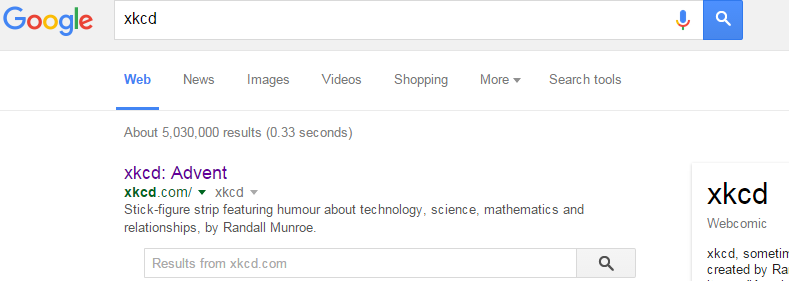 Google xkcd
Web News Images Videos Shopping More Search tools
About 5,030,000 results (0.33 seconds)
xkcd: Advent
xkcd.com/ xkcd
Stick-figure strip featuring humour about technology, science, mathematics and
relationships, by Randall Munroe.
Results from xkcd.com
xkcd
Webcomic
xkcd, sometim
created by Ra